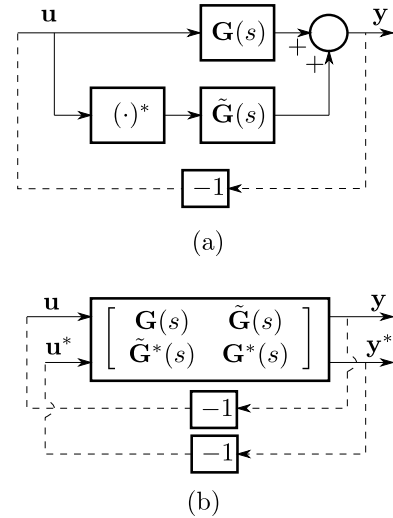 u
G(s)
y
+
+
(·)*
G̃(s)
−1
(a)
u
G(s) G̃(s)
y
u*
G̃*(s) G*(s)
y*
−1
−1
(b)